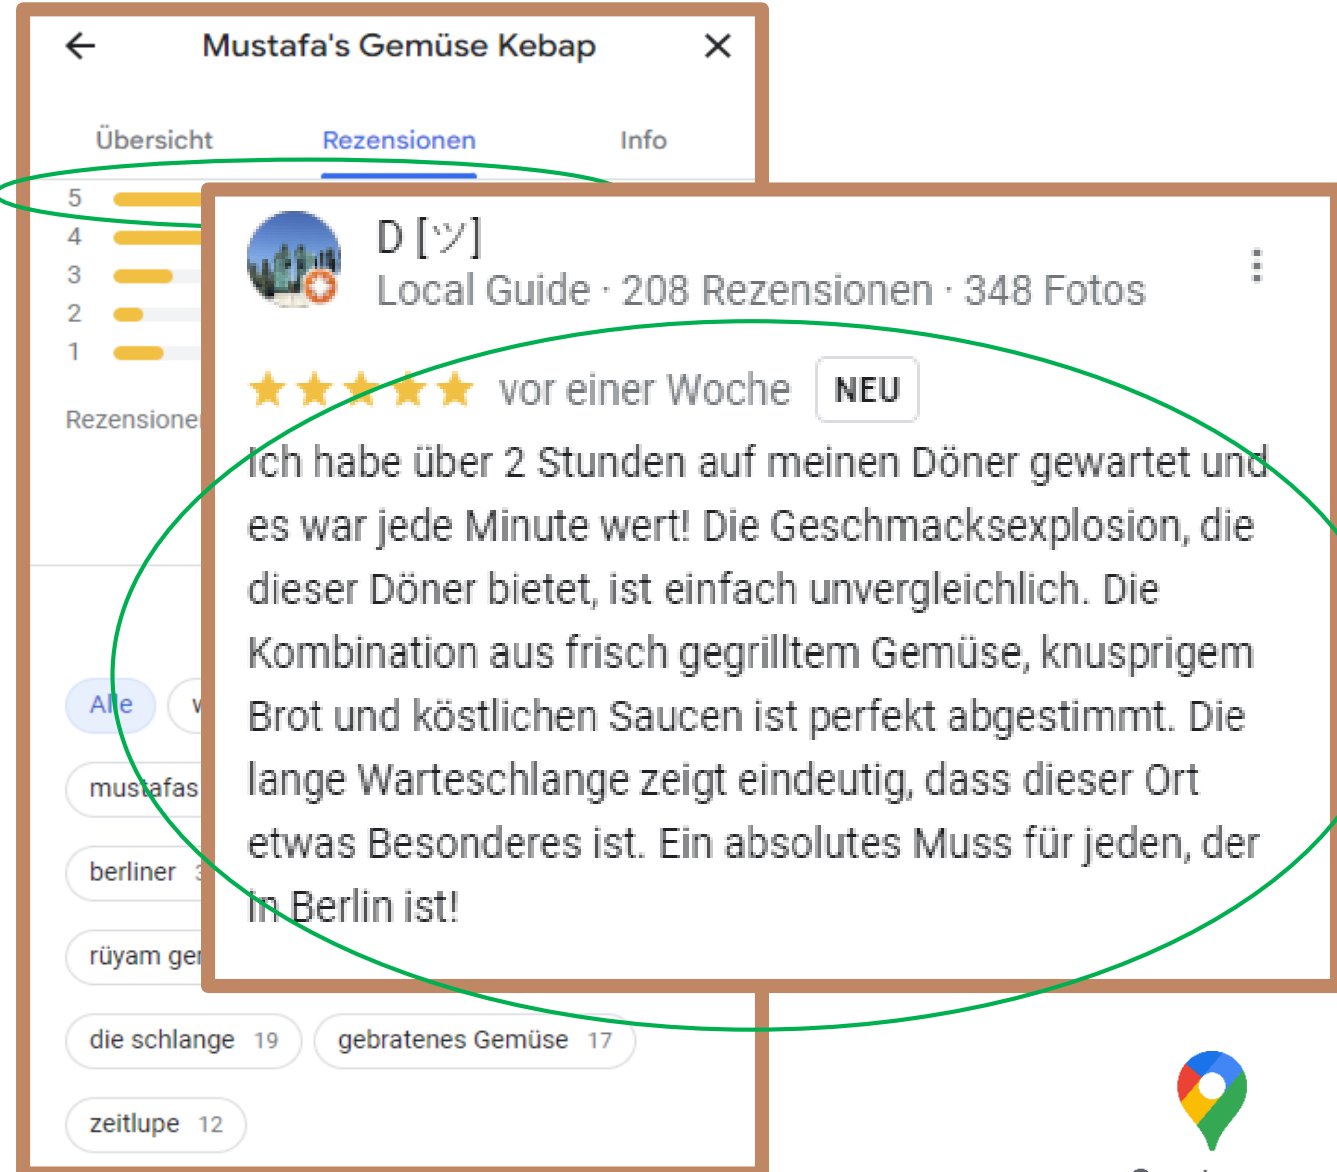 Mustafa's Gemüse Kebap
Übersicht Rezensionen Info
5
4
3
2
1
D [ツ]
Local Guide · 208 Rezensionen · 348 Fotos
vor einer Woche NEU
Ich habe über 2 Stunden auf meinen Döner gewartet und
es war jede Minute wert! Die Geschmacksexplosion, die
dieser Döner bietet, ist einfach unvergleichlich. Die
Kombination aus frisch gegrilltem Gemüse, knusprigem
Brot und köstlichen Saucen ist perfekt abgestimmt. Die
lange Warteschlange zeigt eindeutig, dass dieser Ort
etwas Besonderes ist. Ein absolutes Muss für jeden, der
in Berlin ist!
Alle
mustafas
berliner
rüyam
die schlange 19 gebratenes Gemüse 17
zeitlupe 12